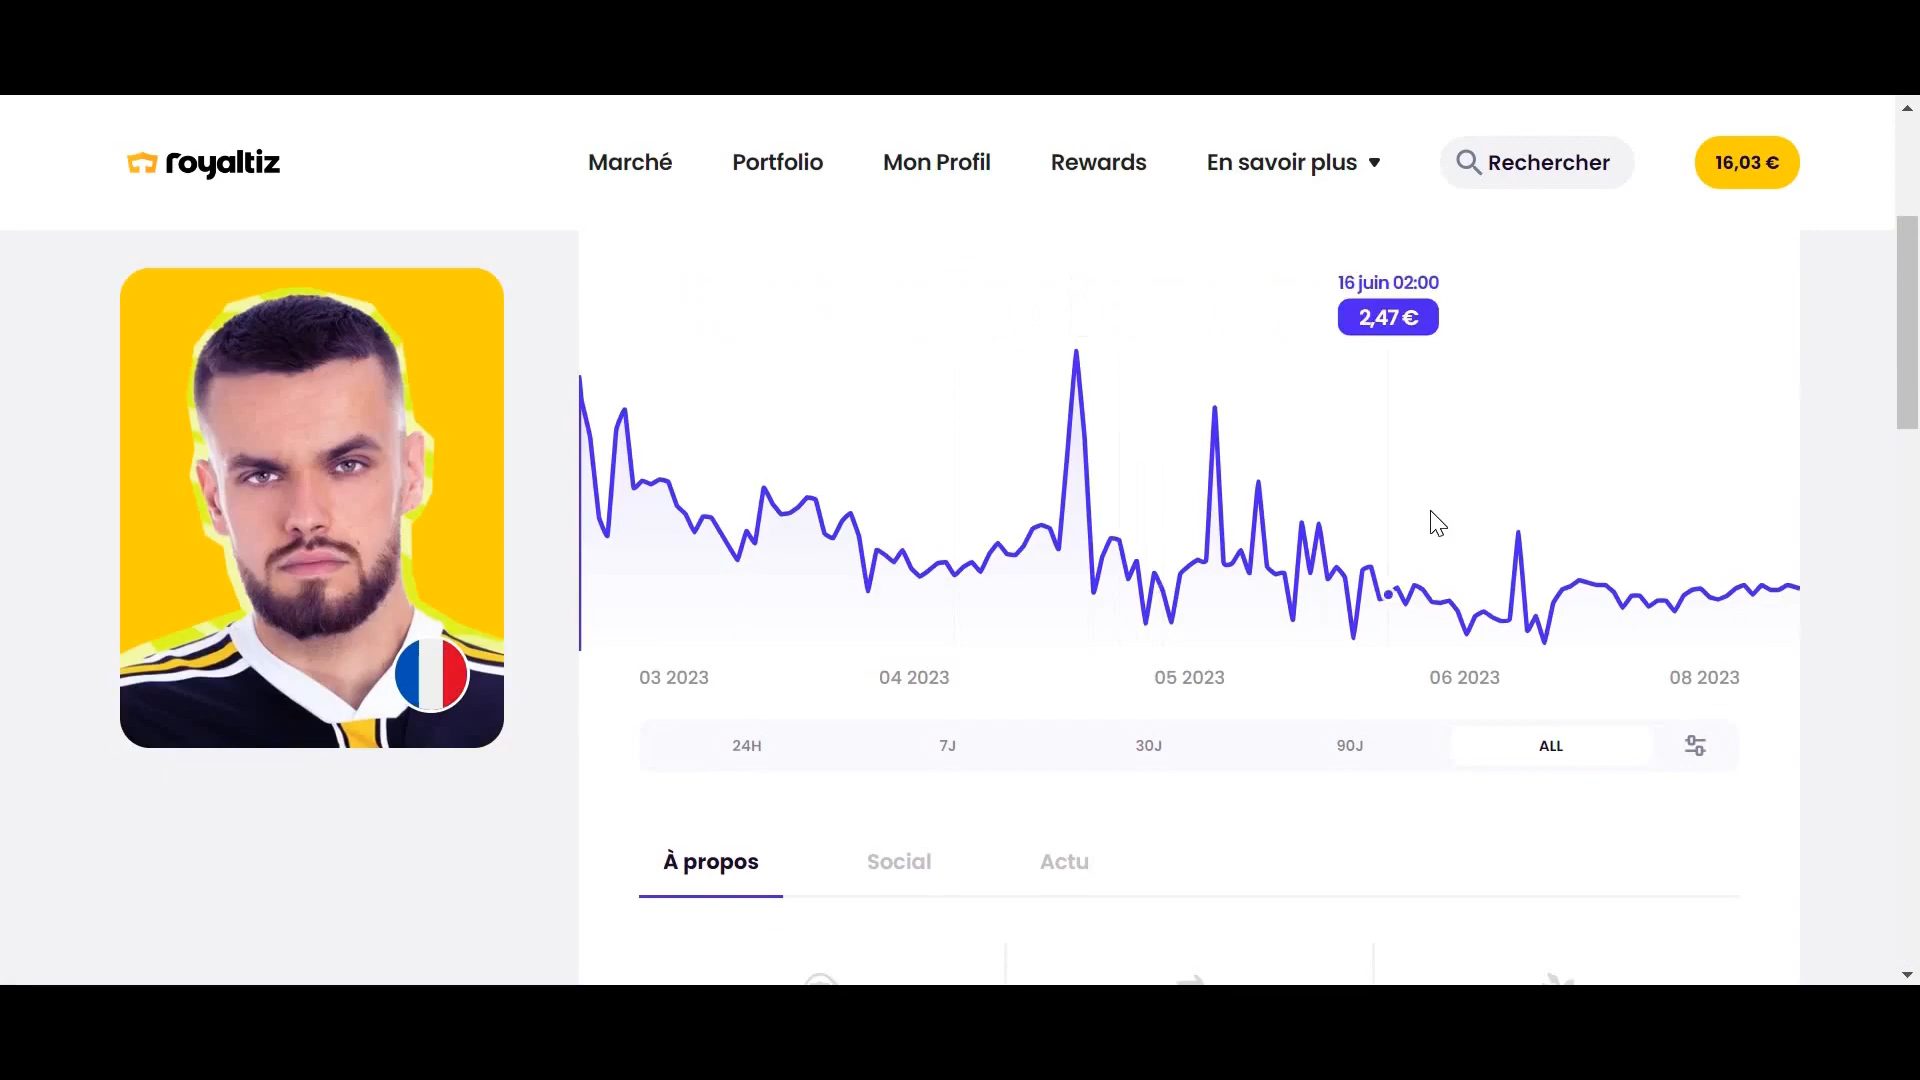 royaltiz
Marché
Portfolio
Mon Profil
Rewards
En savoir plus
Rechercher
16,03 €
16 juin 02:00
2,47 €
03 2023
04 2023
05 2023
06 2023
08 2023
24H
7J
30J
90J
ALL
À propos
Social
Actu